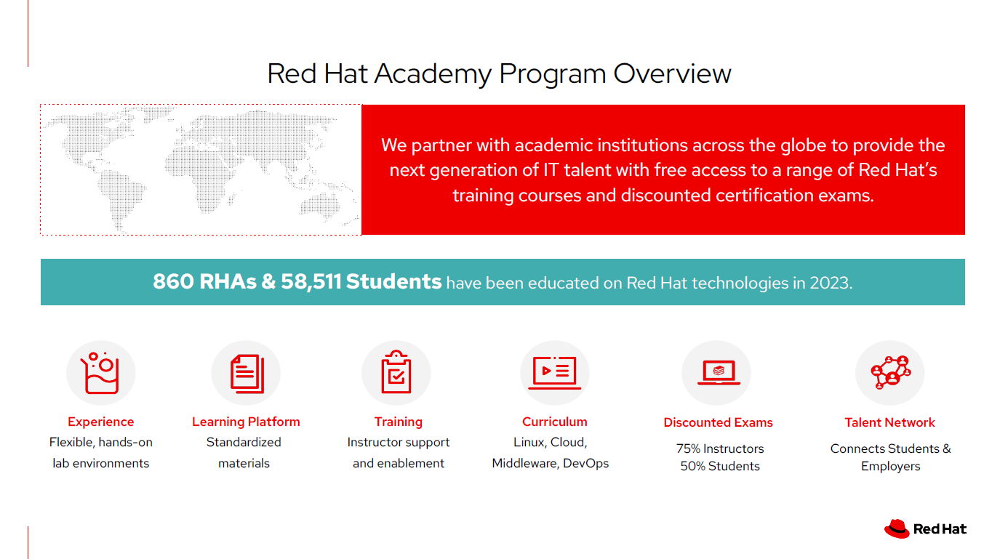 Red Hat Academy Program Overview
We partner with academic institutions across the globe to provide the
next generation of IT talent with free access to a range of Red Hat’s
training courses and discounted certification exams.
860 RHAs & 58,511 Students have been educated on Red Hat technologies in 2023.
Experience
Flexible, hands-on
lab environments
Learning Platform
Standardized
materials
Training
Instructor support
and enablement
Curriculum
Linux, Cloud,
Middleware, DevOps
Discounted Exams
75% Instructors
50% Students
Talent Network
Connects Students &
Employers
Red Hat